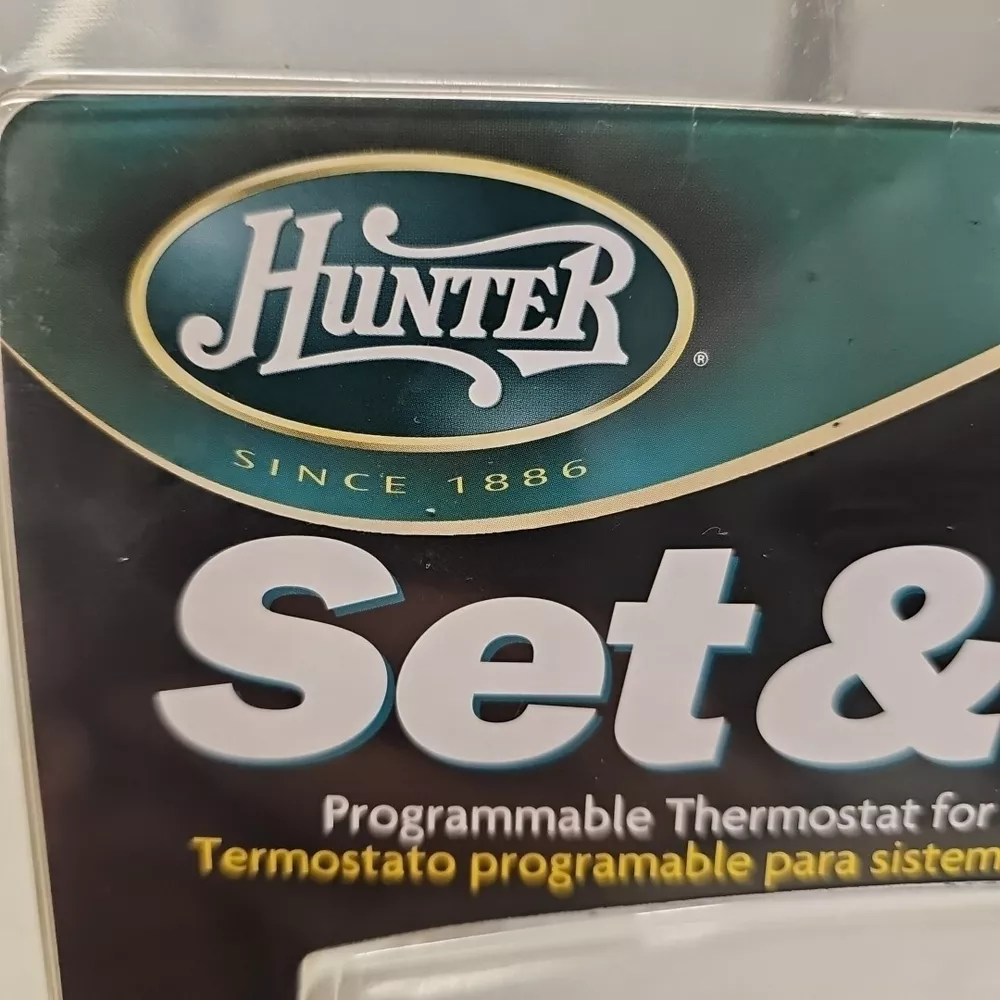 HUNTER
®
SINCE 1886
Set &
Programmable Thermostat for
Termostato programable para sistem